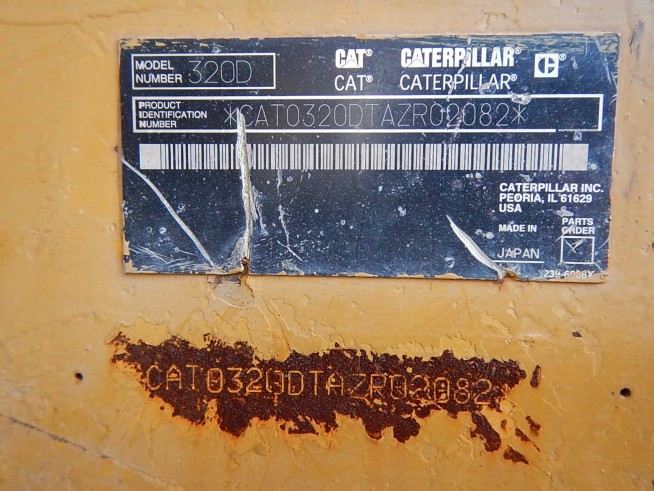 MODEL NUMBER 320D
CAT® CATERPILLAR® C
CAT® CATERPILLAR®
PRODUCT IDENTIFICATION NUMBER *CAT0320DTAZR02082*
CATERPILLAR INC.
PEORIA, IL 61629
USA
MADE IN
JAPAN
PARTS ORDER
CAT0320DTAZR02082